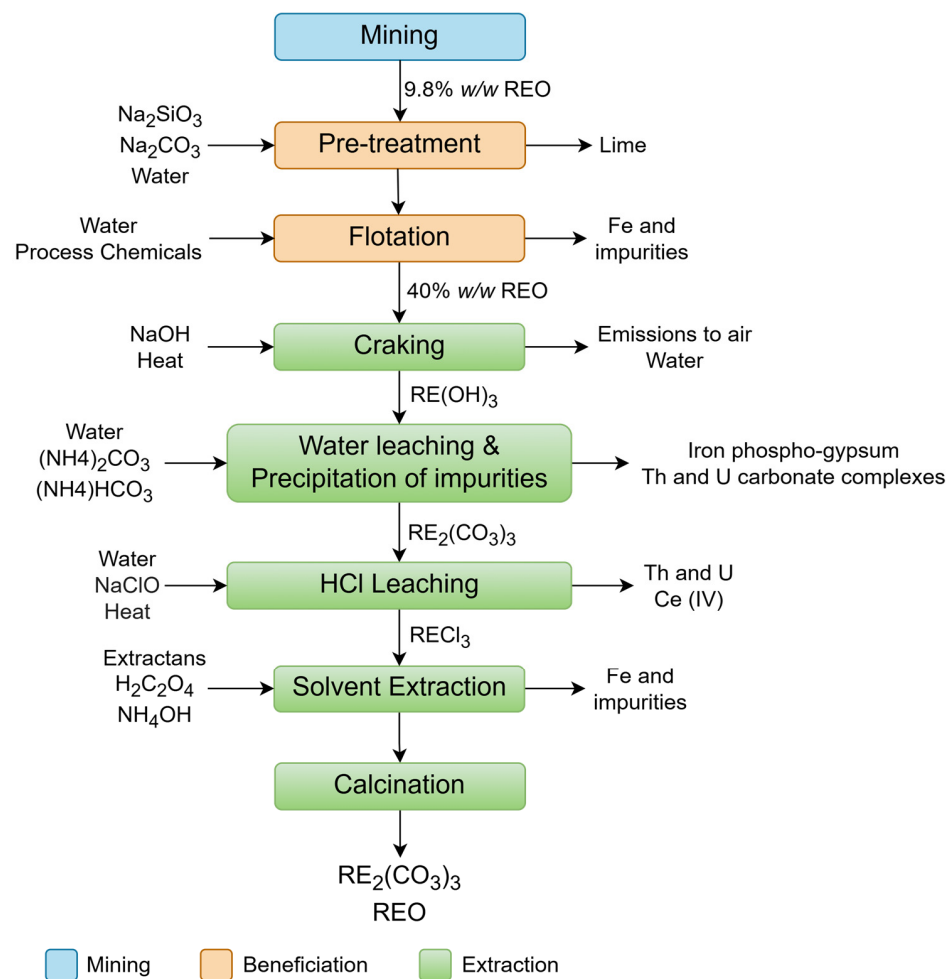 Mining
9.8% w/w REO
Na₂SiO₃
Na₂CO₃
Water
Pre-treatment
Lime
Water
Process Chemicals
Flotation
Fe and
impurities
40% w/w REO
NaOH
Heat
Craking
Emissions to air
Water
RE(OH)₃
Water
(NH4)₂CO₃
(NH4)HCO₃
Water leaching &
Precipitation of impurities
Iron phospho-gypsum
Th and U carbonate complexes
RE₂(CO₃)₃
Water
NaClO
Heat
HCl Leaching
Th and U
Ce (IV)
RECl₃
Extractans
H₂C₂O₄
NH₄OH
Solvent Extraction
Fe and
impurities
Calcination
RE₂(CO₃)₃
REO
Mining
Beneficiation
Extraction